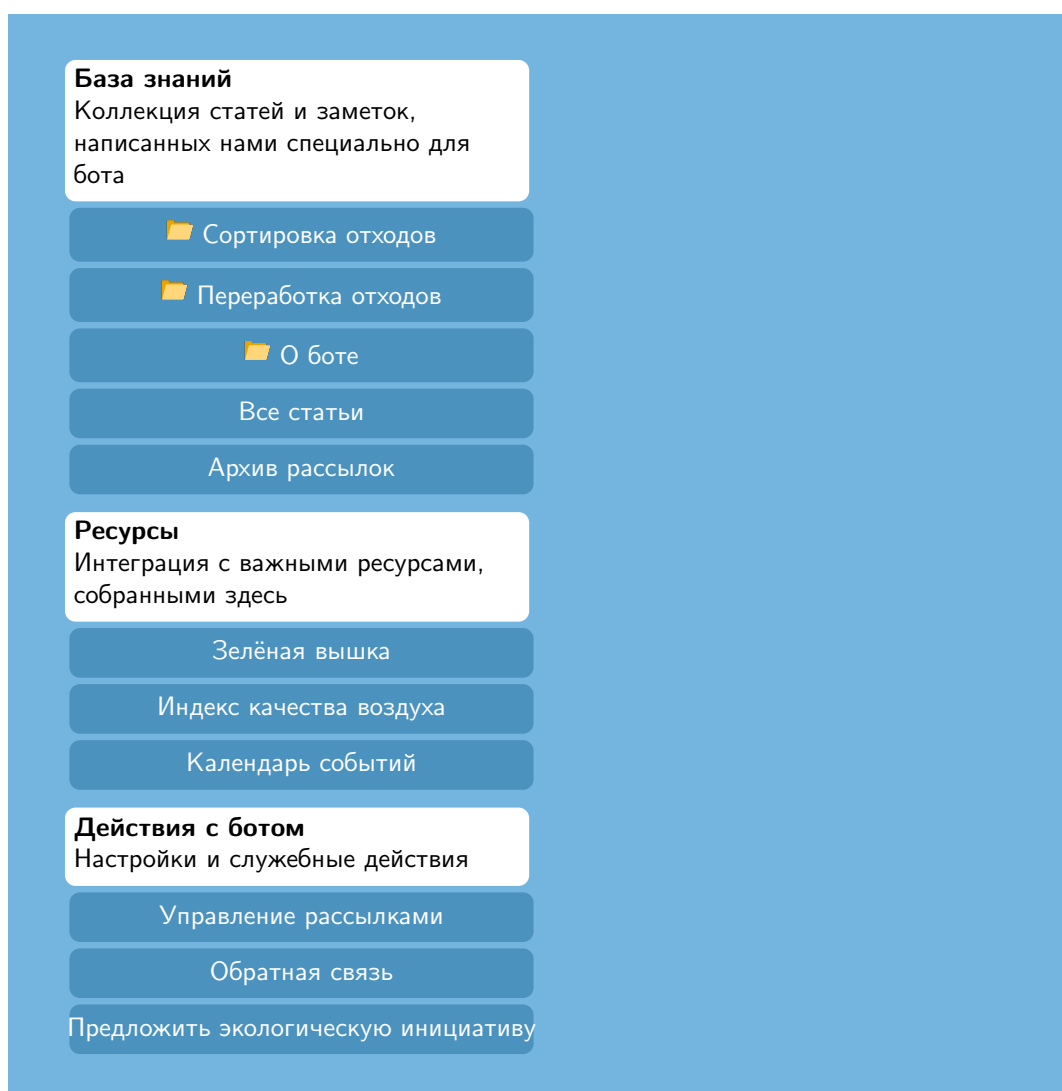 База знаний
Коллекция статей и заметок,
написанных нами специально для
бота
Сортировка отходов
Переработка отходов
О боте
Все статьи
Архив рассылок
Ресурсы
Интеграция с важными ресурсами,
собранными здесь
Зелёная вышка
Индекс качества воздуха
Календарь событий
Действия с ботом
Настройки и служебные действия
Управление рассылками
Обратная связь
Предложить экологическую инициативу